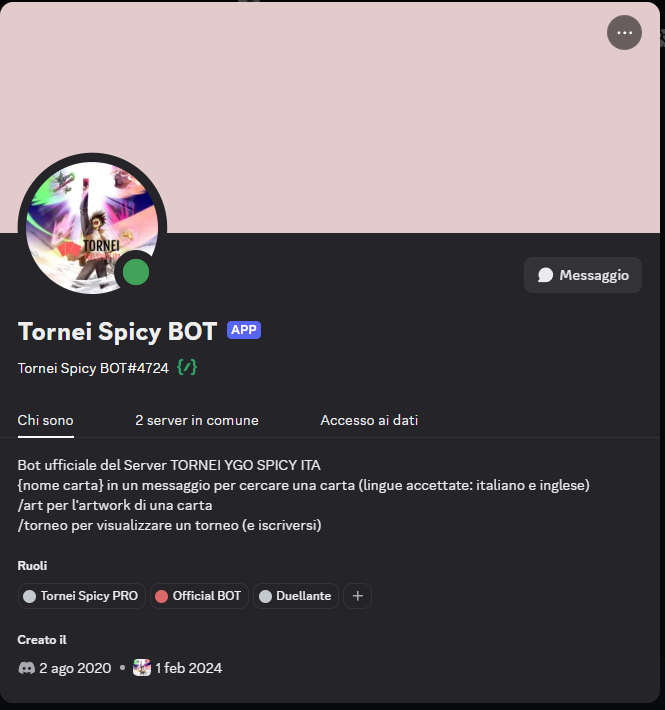 TORNEI
Messaggio
Tornei Spicy BOT APP
Tornei Spicy BOT#4724
Chi sono 2 server in comune Accesso ai dati
Bot ufficiale del Server TORNEI YGO SPICY ITA
{nome carta} in un messaggio per cercare una carta (lingue accettate: italiano e inglese)
/art per l'artwork di una carta
/torneo per visualizzare un torneo (e iscriversi)
Ruoli
Tornei Spicy PRO Official BOT Duellante +
Creato il
2 ago 2020 • 1 feb 2024